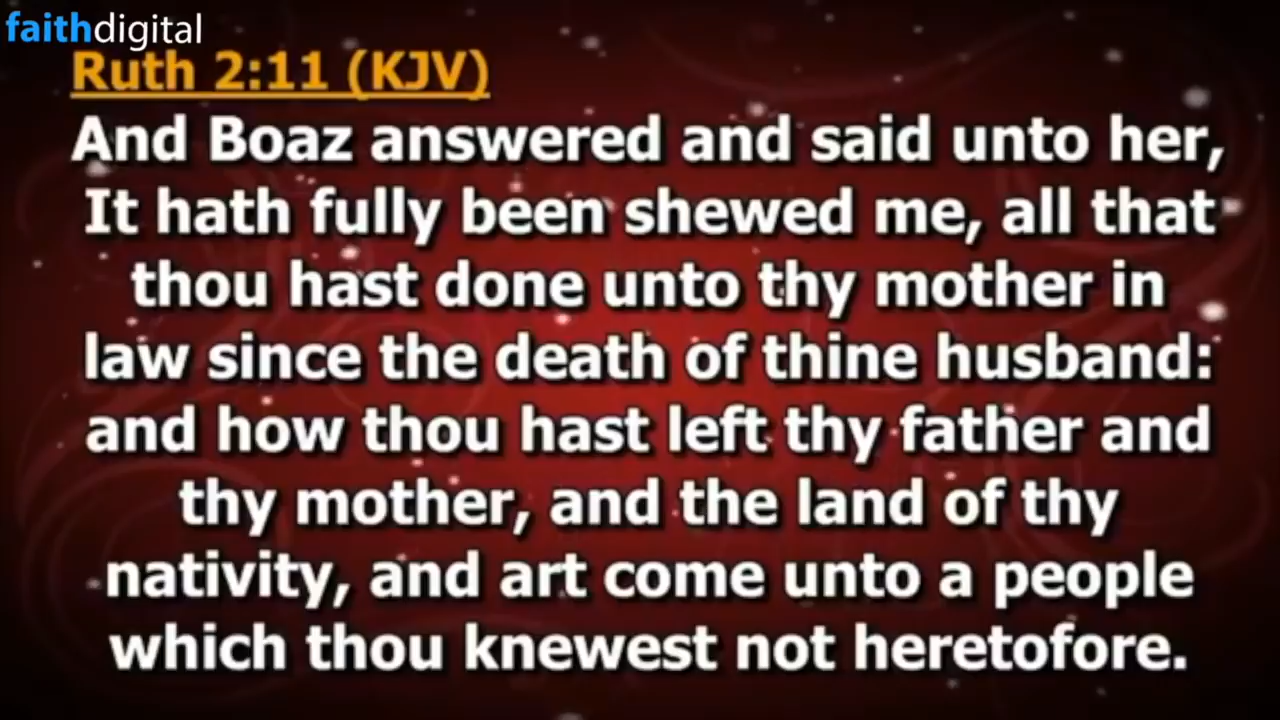 faithdigital
Ruth 2:11 (KJV)
And Boaz answered and said unto her,
It hath fully been shewed me, all that
thou hast done unto thy mother in
law since the death of thine husband:
and how thou hast left thy father and
thy mother, and the land of thy
nativity, and art come unto a people
which thou knewest not heretofore.